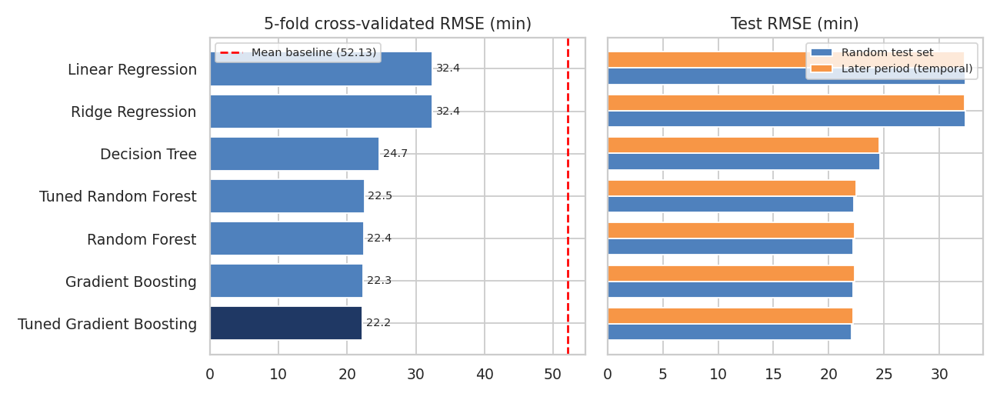 5-fold cross-validated RMSE (min)
Test RMSE (min)
Mean baseline (52.13)
Random test set
Later period (temporal)
Linear Regression
32.4
Ridge Regression
32.4
Decision Tree
24.7
Tuned Random Forest
22.5
Random Forest
22.4
Gradient Boosting
22.3
Tuned Gradient Boosting
22.2
0 10 20 30 40 50
0 5 10 15 20 25 30